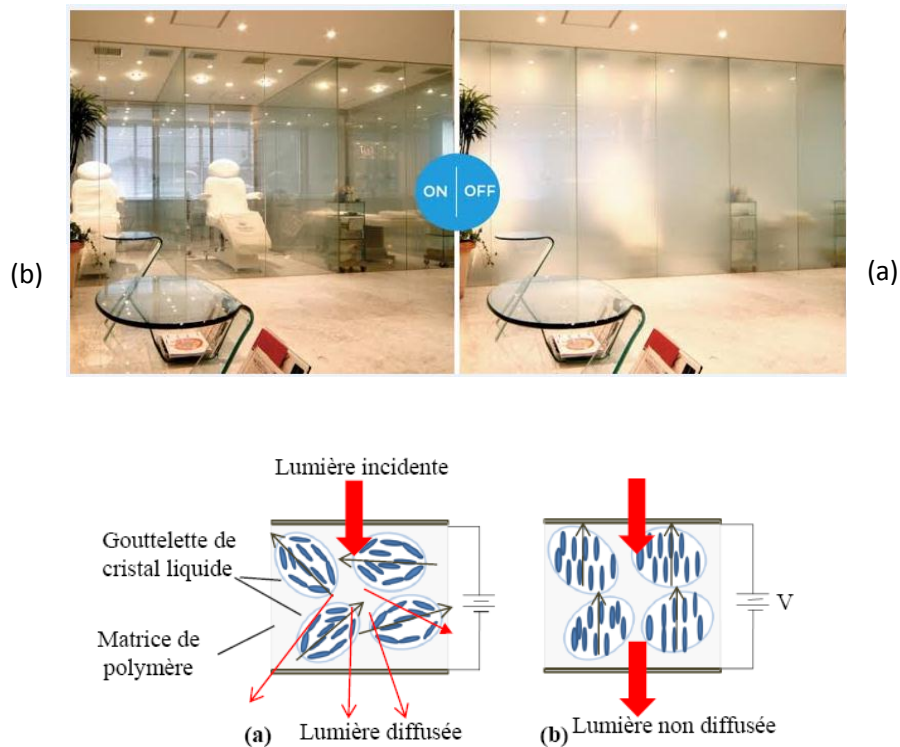 ON OFF
(b)
(a)
Lumière incidente
Gouttelette de
cristal liquide
Matrice de
polymère
V
(a) Lumière diffusée
(b) Lumière non diffusée